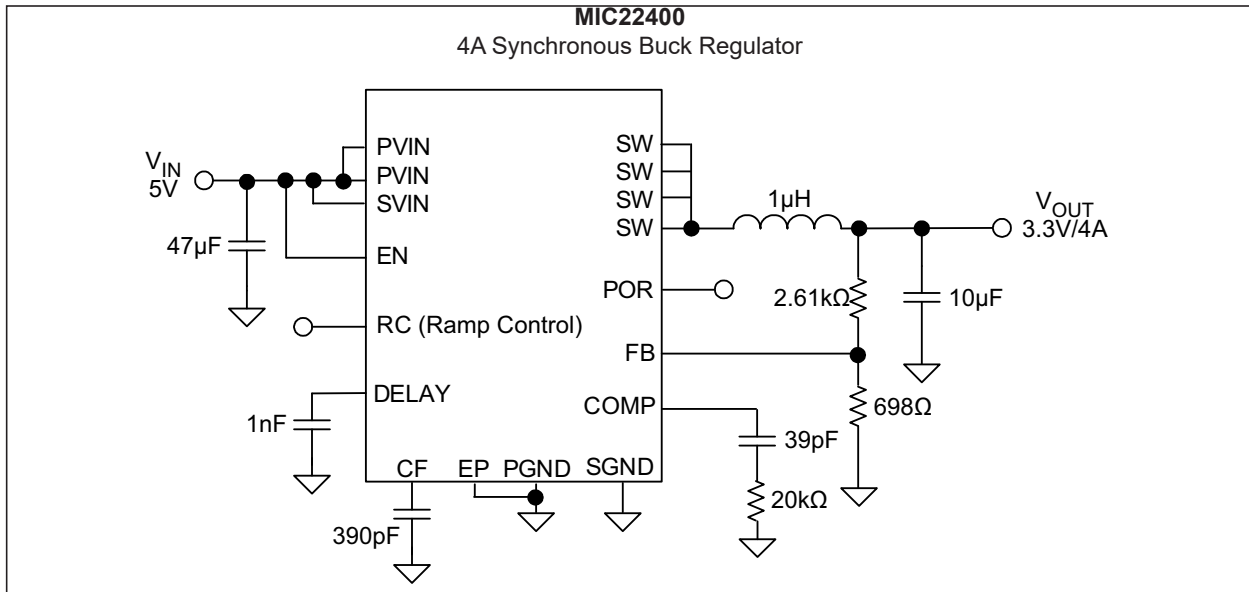 MIC22400
4A Synchronous Buck Regulator
PVIN
PVIN
SVIN
EN
RC (Ramp Control)
DELAY
CF
EP
PGND
SGND
SW
SW
SW
SW
POR
FB
COMP
VIN
5V
47µF
1nF
390pF
1µH
VOUT
3.3V/4A
2.61kΩ
10µF
698Ω
39pF
20kΩ